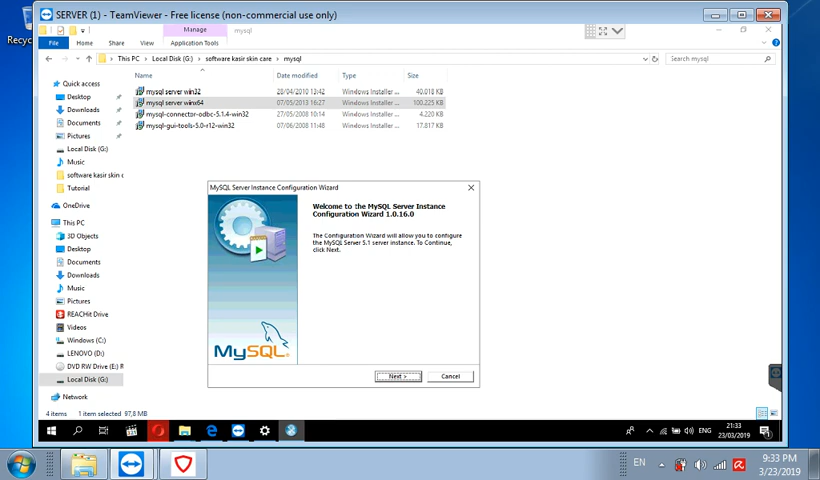 SERVER (1) - TeamViewer - Free license (non-commercial use only)
Recyc
Manage
mysql
File
Home
Share
View
Application Tools
This PC
Local Disk (G:)
software kasir skin care
mysql
Search mysql
Quick access
Desktop
Downloads
Documents
Pictures
Local Disk (G:)
Music
software kasir skin c
Tutorial
OneDrive
This PC
3D Objects
Desktop
Documents
Downloads
Music
Pictures
REACHit Drive
Videos
Windows (C:)
LENOVO (D:)
DVD RW Drive (E:) R
Local Disk (G:)
Network
Name
Date modified
Type
Size
mysql server win32
28/04/2010 13:42
Windows Installer ...
40.018 KB
mysql server winx64
07/05/2013 16:27
Windows Installer ...
100.225 KB
mysql-connector-odbc-5.1.4-win32
27/05/2008 10:14
Windows Installer ...
4.220 KB
mysql-gui-tools-5.0-r12-win32
07/06/2008 11:48
Windows Installer ...
17.817 KB
MySQL Server Instance Configuration Wizard
Welcome to the MySQL Server Instance
Configuration Wizard 1.0.16.0
The Configuration Wizard will allow you to configure
the MySQL Server 5.1 server instance. To Continue,
click Next.
MySQL
Next >
Cancel
4 items
1 item selected
97,8 MB
ENG
21:33
23/03/2019
EN
9:33 PM
3/23/2019